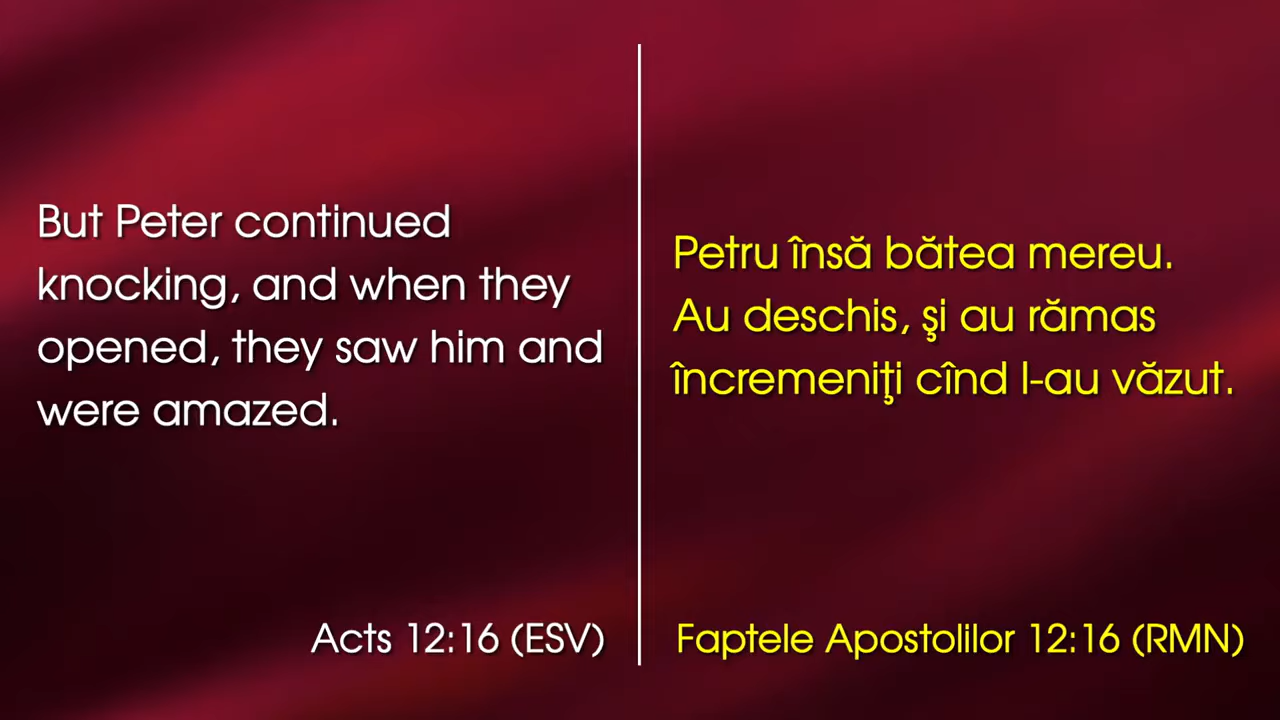 But Peter continued
knocking, and when they
opened, they saw him and
were amazed.
Acts 12:16 (ESV)
Petru însă bătea mereu.
Au deschis, şi au rămas
încremeniţi cînd l-au văzut.
Faptele Apostolilor 12:16 (RMN)